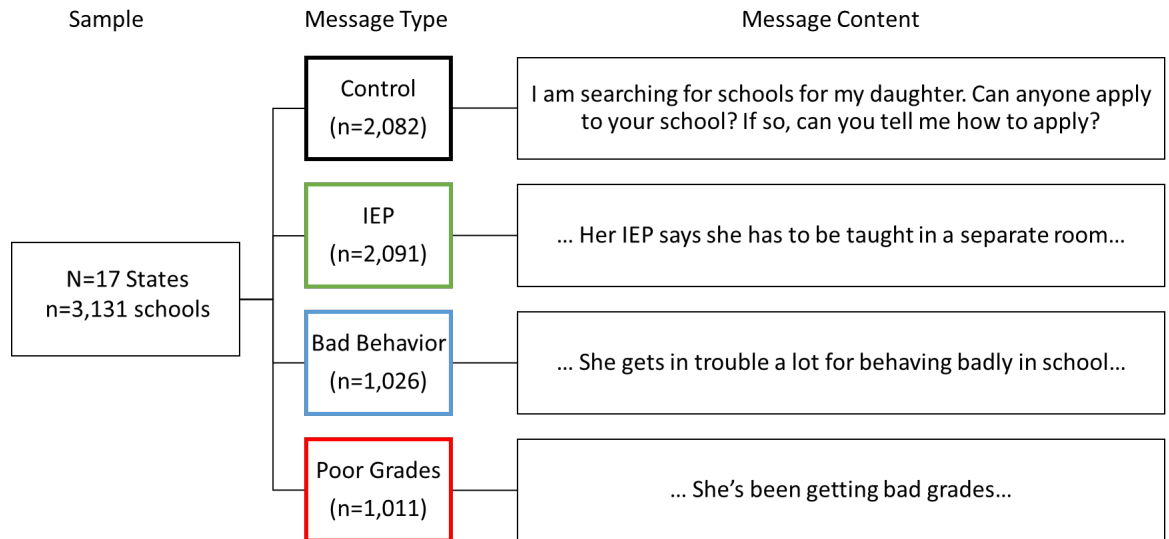 Sample
Message Type
Message Content
Control
(n=2,082)
I am searching for schools for my daughter. Can anyone apply
to your school? If so, can you tell me how to apply?
IEP
(n=2,091)
... Her IEP says she has to be taught in a separate room...
N=17 States
n=3,131 schools
Bad Behavior
(n=1,026)
... She gets in trouble a lot for behaving badly in school...
Poor Grades
(n=1,011)
... She’s been getting bad grades...